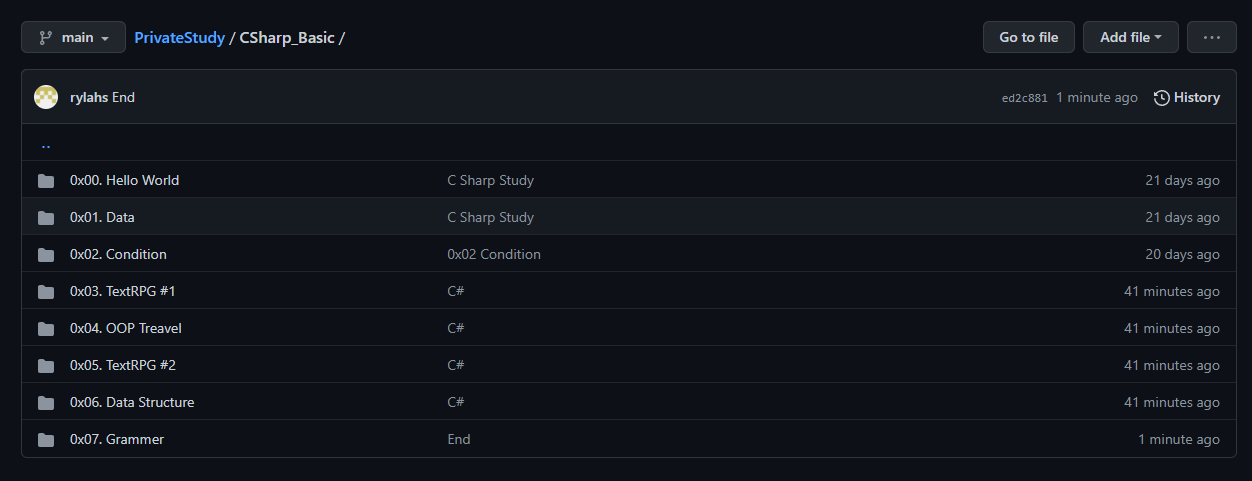 main PrivateStudy / CSharp_Basic / Go to file Add file ...
rylahs End ed2c881 1 minute ago History
..
0x00. Hello World C Sharp Study 21 days ago
0x01. Data C Sharp Study 21 days ago
0x02. Condition 0x02 Condition 20 days ago
0x03. TextRPG #1 C# 41 minutes ago
0x04. OOP Treavel C# 41 minutes ago
0x05. TextRPG #2 C# 41 minutes ago
0x06. Data Structure C# 41 minutes ago
0x07. Grammer End 1 minute ago